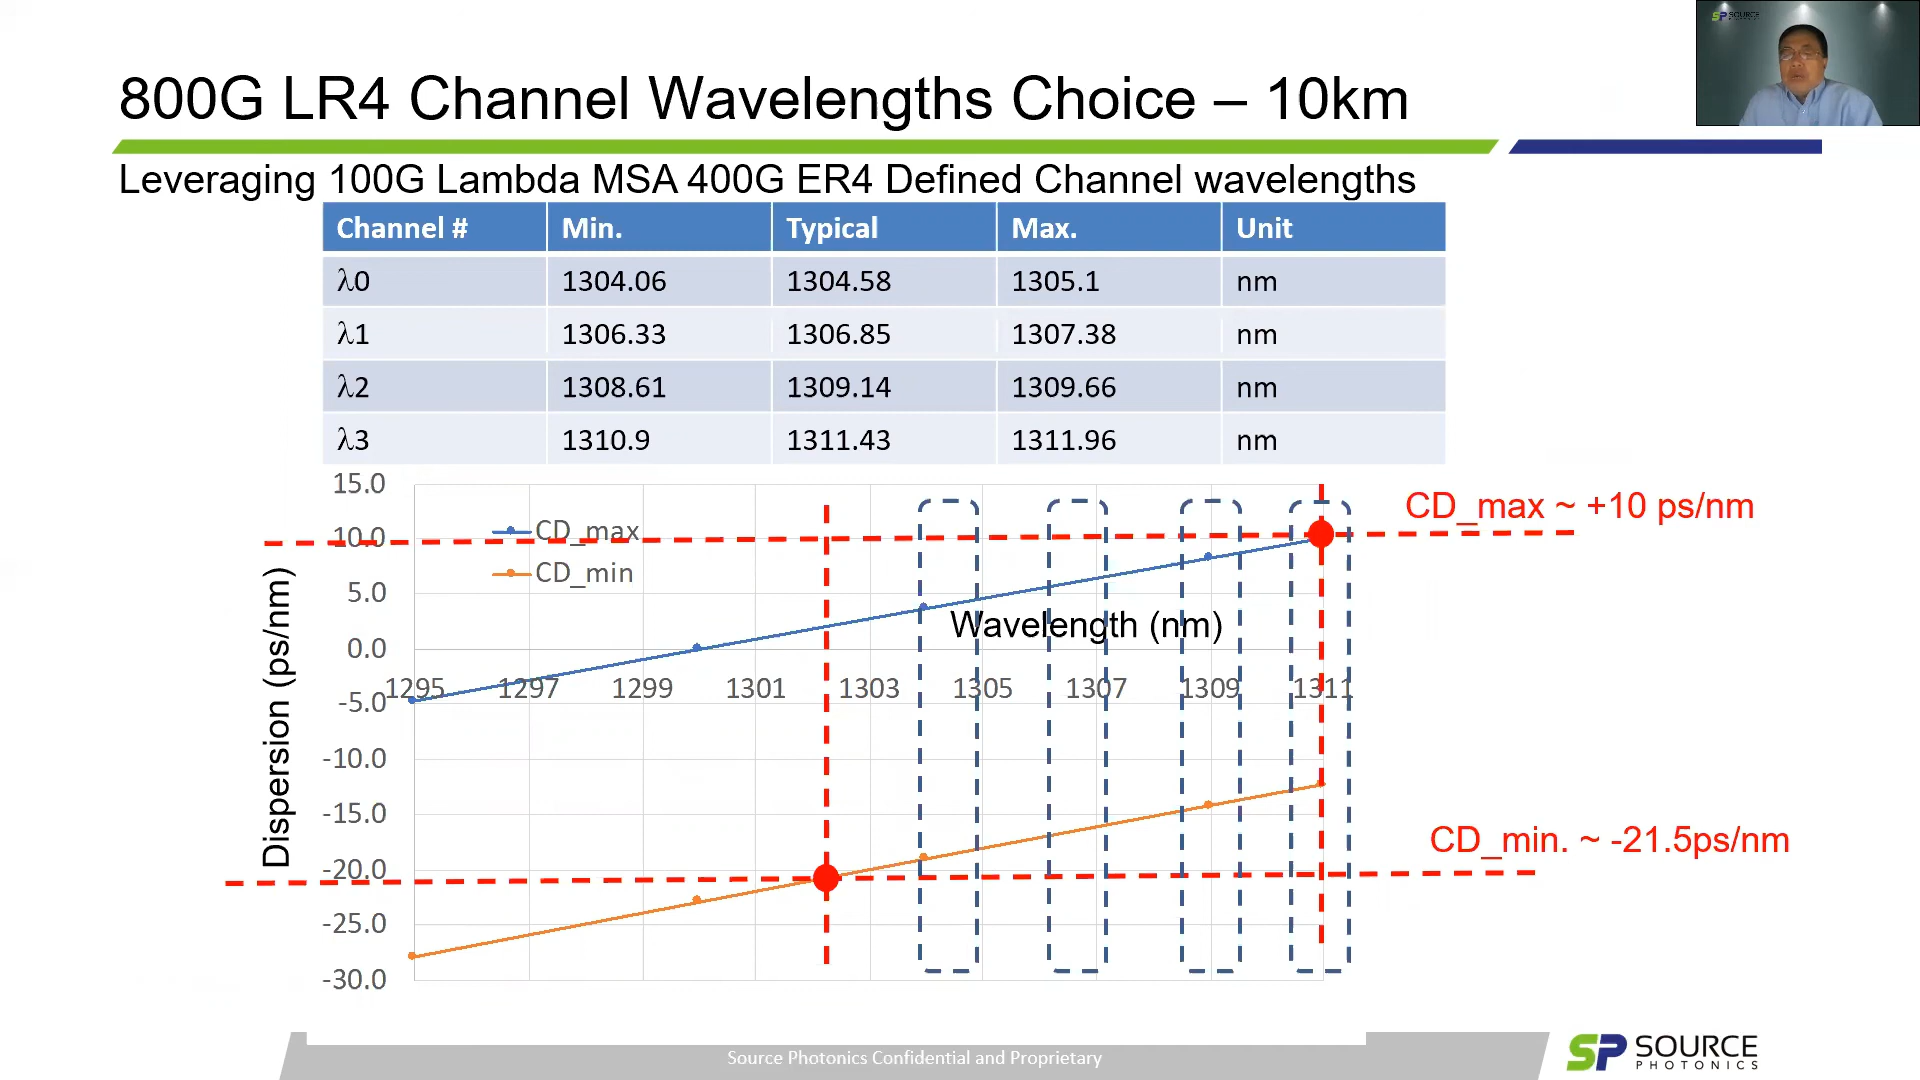 SP SOURCE
800G LR4 Channel Wavelengths Choice – 10km
Leveraging 100G Lambda MSA 400G ER4 Defined Channel wavelengths
Channel # Min. Typical Max. Unit
λ0 1304.06 1304.58 1305.1 nm
λ1 1306.33 1306.85 1307.38 nm
λ2 1308.61 1309.14 1309.66 nm
λ3 1310.9 1311.43 1311.96 nm
15.0
10.0
5.0
0.0
-5.0
-10.0
-15.0
-20.0
-25.0
-30.0
Dispersion (ps/nm)
CD_max
CD_min
Wavelength (nm)
1295 1297 1299 1301 1303 1305 1307 1309 1311
CD_max ~ +10 ps/nm
CD_min. ~ -21.5ps/nm
Source Photonics Confidential and Proprietary
SP SOURCE
PHOTONICS